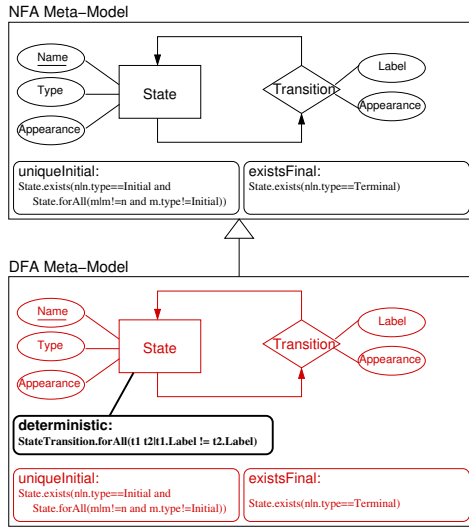 NFA Meta-Model
Name
Type
Appearance
State
Transition
Label
Appearance
uniqueInitial:
State.exists(n|n.type==Initial and
State.forAll(m|m!=n and m.type!=Initial))
existsFinal:
State.exists(n|n.type==Terminal)
DFA Meta-Model
Name
Type
Appearance
State
Transition
Label
Appearance
deterministic:
StateTransition.forAll(t1 t2|t1.Label != t2.Label)
uniqueInitial:
State.exists(n|n.type==Initial and
State.forAll(m|m!=n and m.type!=Initial))
existsFinal:
State.exists(n|n.type==Terminal)